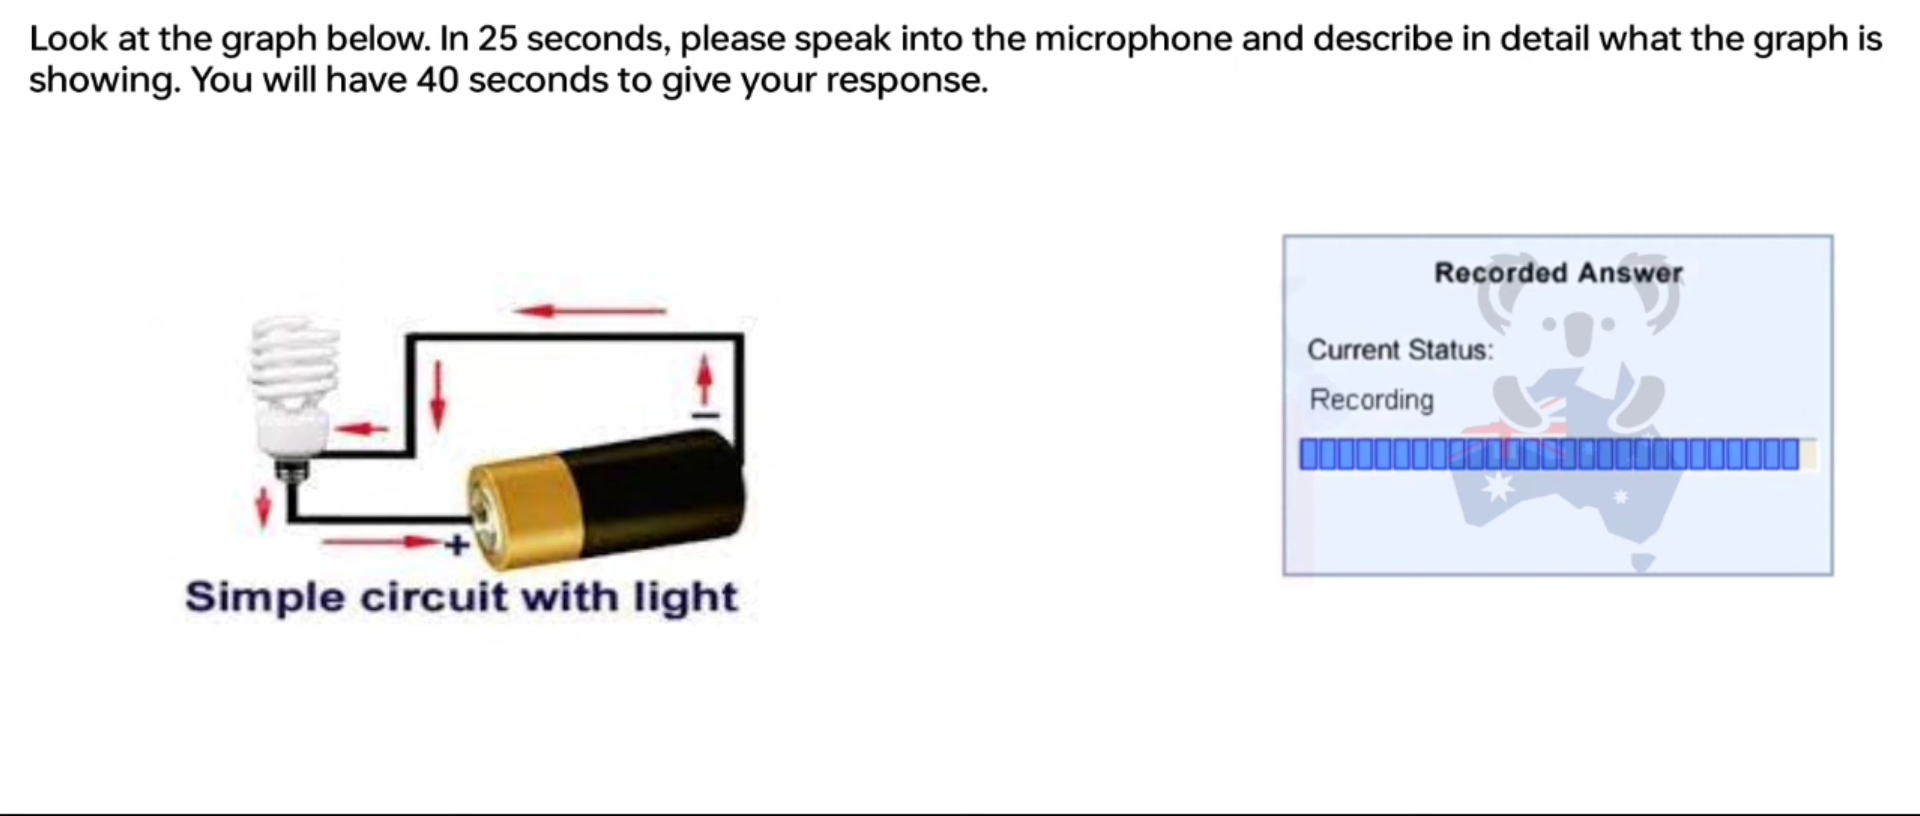 Look at the graph below. In 25 seconds, please speak into the microphone and describe in detail what the graph is
showing. You will have 40 seconds to give your response.
Recorded Answer
Current Status:
Recording
–
+
Simple circuit with light